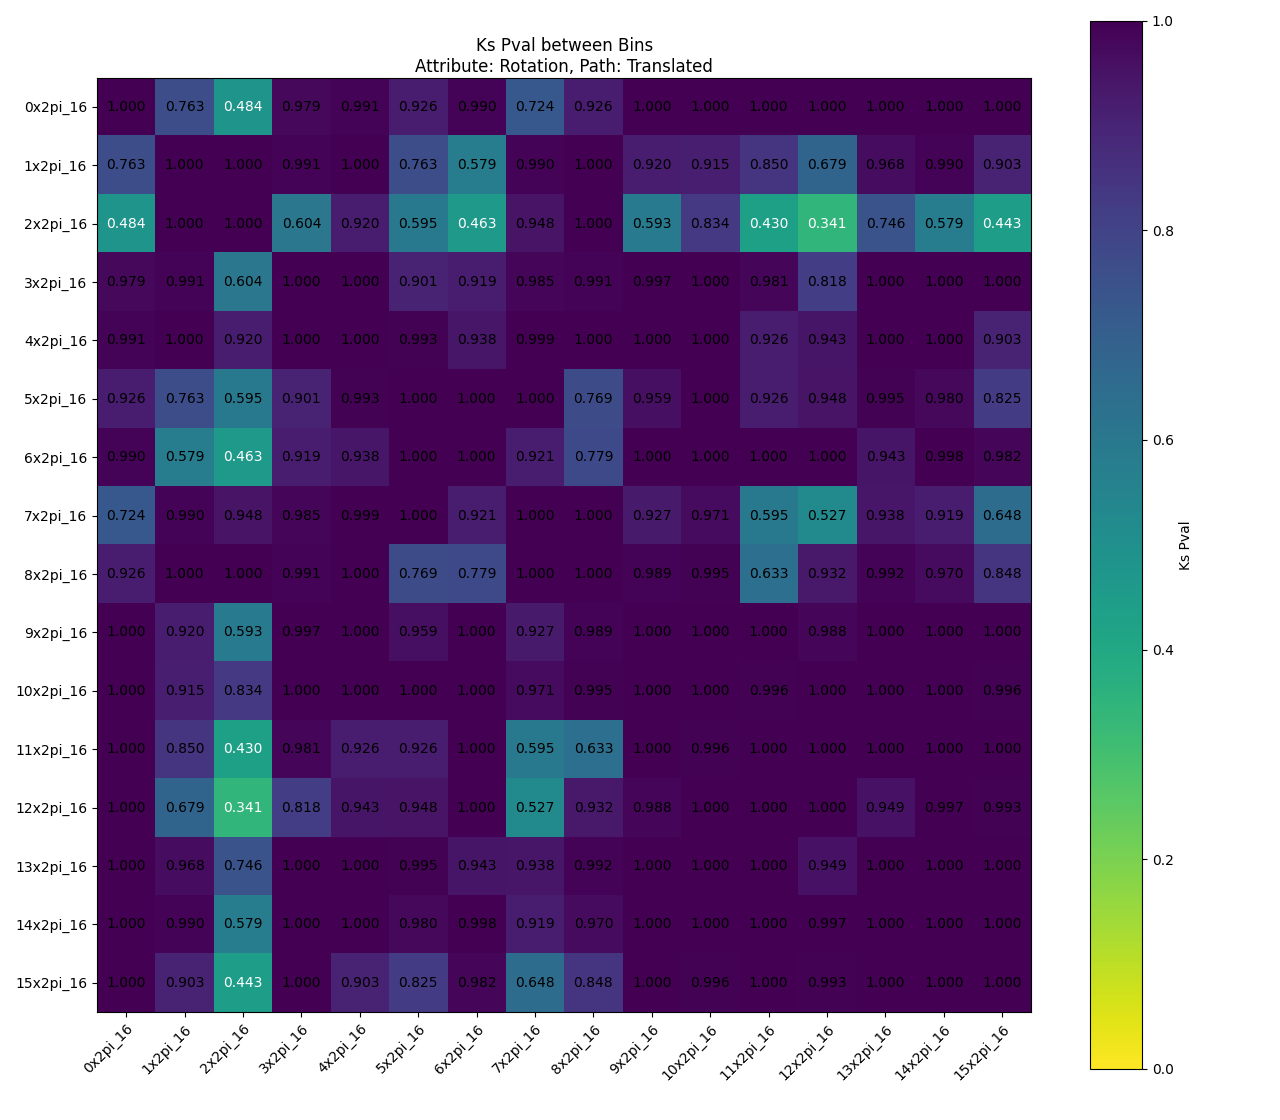 Ks Pval between Bins
Attribute: Rotation, Path: Translated
0x2pi_16 1.000 0.763 0.484 0.979 0.991 0.926 0.990 0.724 0.926 1.000 1.000 1.000 1.000 1.000 1.000 1.000
1x2pi_16 0.763 1.000 1.000 0.991 1.000 0.763 0.579 0.990 1.000 0.920 0.915 0.850 0.679 0.968 0.990 0.903
2x2pi_16 0.484 1.000 1.000 0.604 0.920 0.595 0.463 0.948 1.000 0.593 0.834 0.430 0.341 0.746 0.579 0.443
3x2pi_16 0.979 0.991 0.604 1.000 1.000 0.901 0.919 0.985 0.991 0.997 1.000 0.981 0.818 1.000 1.000 1.000
4x2pi_16 0.991 1.000 0.920 1.000 1.000 0.993 0.938 0.999 1.000 1.000 1.000 0.926 0.943 1.000 1.000 0.903
5x2pi_16 0.926 0.763 0.595 0.901 0.993 1.000 1.000 1.000 0.769 0.959 1.000 0.926 0.948 0.995 0.980 0.825
6x2pi_16 0.990 0.579 0.463 0.919 0.938 1.000 1.000 0.921 0.779 1.000 1.000 1.000 1.000 0.943 0.998 0.982
7x2pi_16 0.724 0.990 0.948 0.985 0.999 1.000 0.921 1.000 1.000 0.927 0.971 0.595 0.527 0.938 0.919 0.648
8x2pi_16 0.926 1.000 1.000 0.991 1.000 0.769 0.779 1.000 1.000 0.989 0.995 0.633 0.932 0.992 0.970 0.848
9x2pi_16 1.000 0.920 0.593 0.997 1.000 0.959 1.000 0.927 0.989 1.000 1.000 1.000 0.988 1.000 1.000 1.000
10x2pi_16 1.000 0.915 0.834 1.000 1.000 1.000 1.000 0.971 0.995 1.000 1.000 0.996 1.000 1.000 1.000 0.996
11x2pi_16 1.000 0.850 0.430 0.981 0.926 0.926 1.000 0.595 0.633 1.000 0.996 1.000 1.000 1.000 1.000 1.000
12x2pi_16 1.000 0.679 0.341 0.818 0.943 0.948 1.000 0.527 0.932 0.988 1.000 1.000 1.000 0.949 0.997 0.993
13x2pi_16 1.000 0.968 0.746 1.000 1.000 0.995 0.943 0.938 0.992 1.000 1.000 1.000 0.949 1.000 1.000 1.000
14x2pi_16 1.000 0.990 0.579 1.000 1.000 0.980 0.998 0.919 0.970 1.000 1.000 1.000 0.997 1.000 1.000 1.000
15x2pi_16 1.000 0.903 0.443 1.000 0.903 0.825 0.982 0.648 0.848 1.000 0.996 1.000 0.993 1.000 1.000 1.000
0x2pi_16 1x2pi_16 2x2pi_16 3x2pi_16 4x2pi_16 5x2pi_16 6x2pi_16 7x2pi_16 8x2pi_16 9x2pi_16 10x2pi_16 11x2pi_16 12x2pi_16 13x2pi_16 14x2pi_16 15x2pi_16
1.0
0.8
0.6
0.4
0.2
0.0
Ks Pval